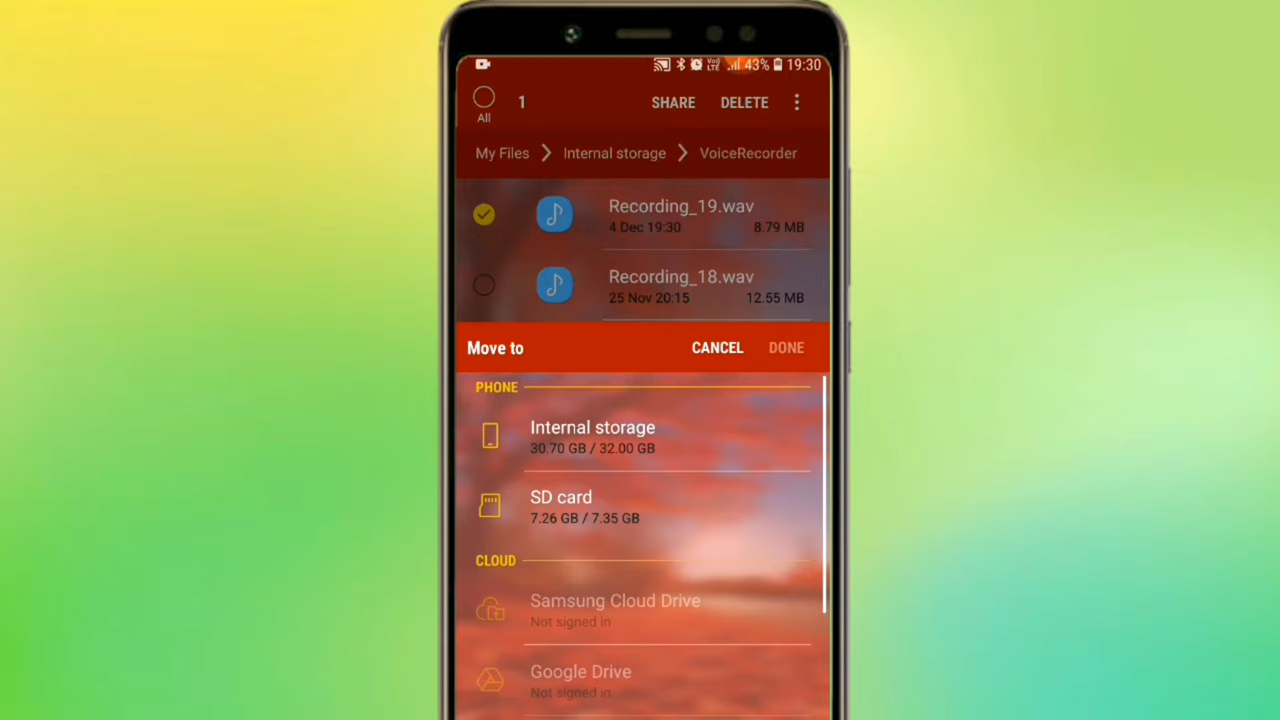 VoLTE 43% 19:30
All 1 SHARE DELETE
My Files Internal storage VoiceRecorder
Recording_19.wav
4 Dec 19:30 8.79 MB
Recording_18.wav
25 Nov 20:15 12.55 MB
Move to CANCEL DONE
PHONE
Internal storage
30.70 GB / 32.00 GB
SD card
7.26 GB / 7.35 GB
CLOUD
Samsung Cloud Drive
Not signed in
Google Drive
Not signed in